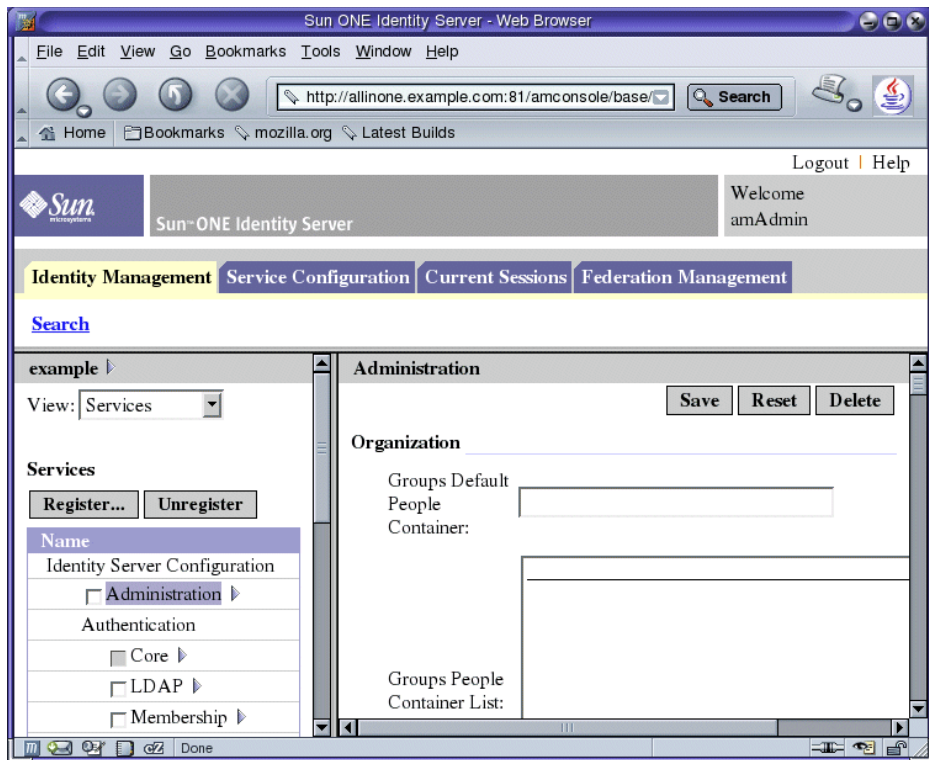 Sun ONE Identity Server - Web Browser
File Edit View Go Bookmarks Tools Window Help
http://allinone.example.com:81/amconsole/base/
Search
Home Bookmarks mozilla.org Latest Builds
Logout | Help
Sun
microsystems
Sun™ ONE Identity Server
Welcome
amAdmin
Identity Management Service Configuration Current Sessions Federation Management
Search
example
View: Services
Services
Register... Unregister
Name
Identity Server Configuration
Administration
Authentication
Core
LDAP
Membership
Administration
Save Reset Delete
Organization
Groups Default
People
Container:
Groups People
Container List:
Done